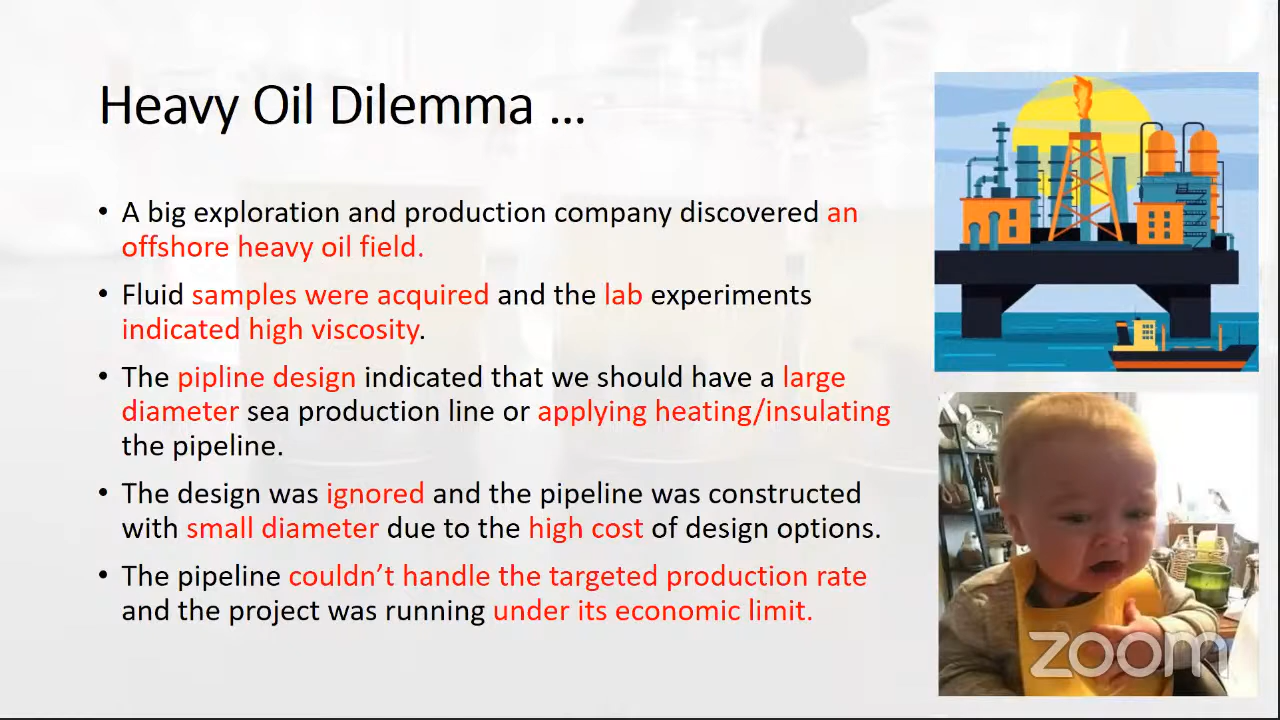 Heavy Oil Dilemma ...
• A big exploration and production company discovered an
offshore heavy oil field.
• Fluid samples were acquired and the lab experiments
indicated high viscosity.
• The pipline design indicated that we should have a large
diameter sea production line or applying heating/insulating
the pipeline.
• The design was ignored and the pipeline was constructed
with small diameter due to the high cost of design options.
• The pipeline couldn't handle the targeted production rate
and the project was running under its economic limit.
zoom